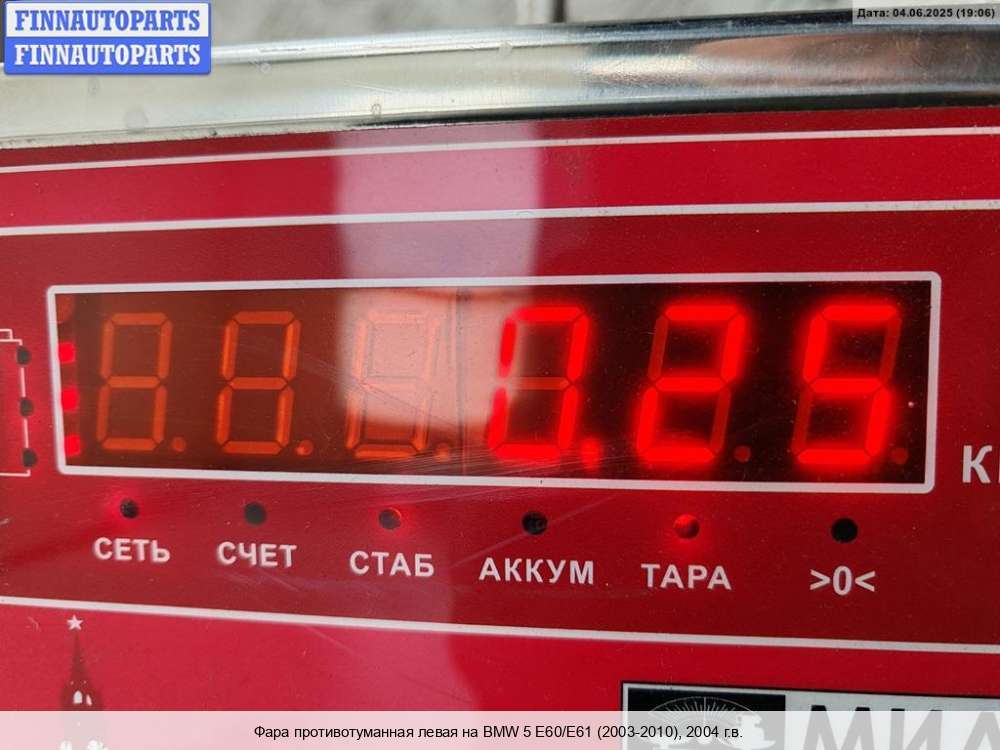 FINNAUTOPARTS
FINNAUTOPARTS
Дата: 04.06.2025 (19:06)
0.25
СЕТЬ СЧЕТ СТАБ АККУМ ТАРА >0<
Фара противотуманная левая на BMW 5 E60/E61 (2003-2010), 2004 г.в.